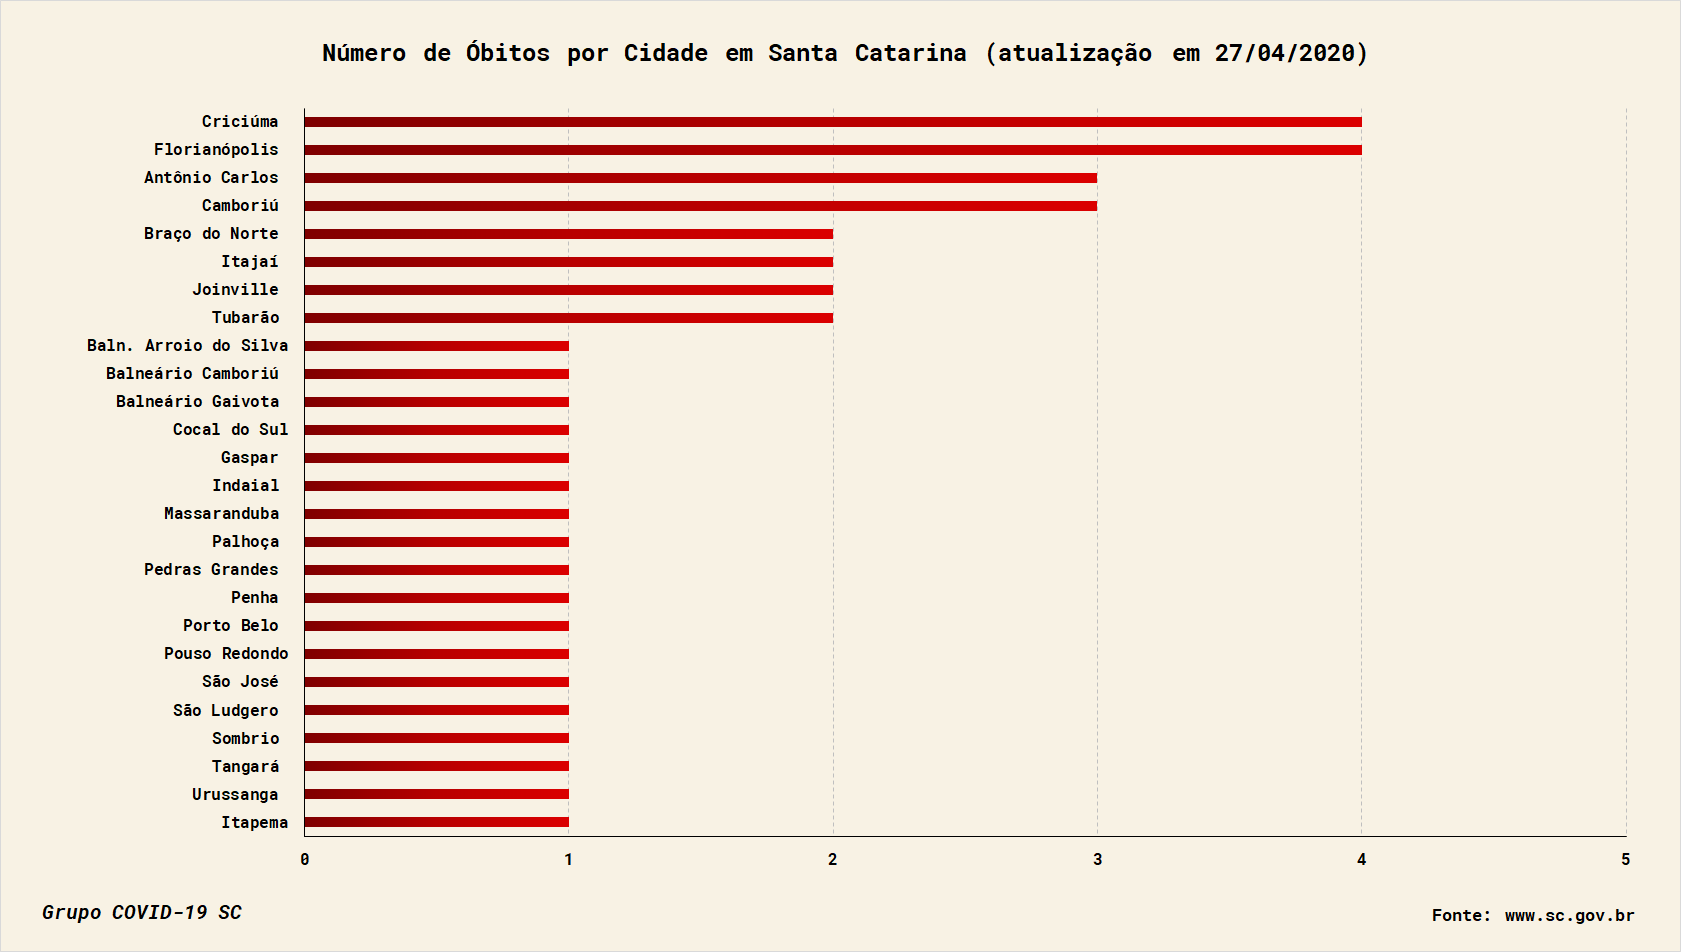 Número de Óbitos por Cidade em Santa Catarina (atualização em 27/04/2020)
Criciúma
Florianópolis
Antônio Carlos
Camboriú
Braço do Norte
Itajaí
Joinville
Tubarão
Baln. Arroio do Silva
Balneário Camboriú
Balneário Gaivota
Cocal do Sul
Gaspar
Indaial
Massaranduba
Palhoça
Pedras Grandes
Penha
Porto Belo
Pouso Redondo
São José
São Ludgero
Sombrio
Tangará
Urussanga
Itapema
0 1 2 3 4 5
Grupo COVID-19 SC
Fonte: www.sc.gov.br